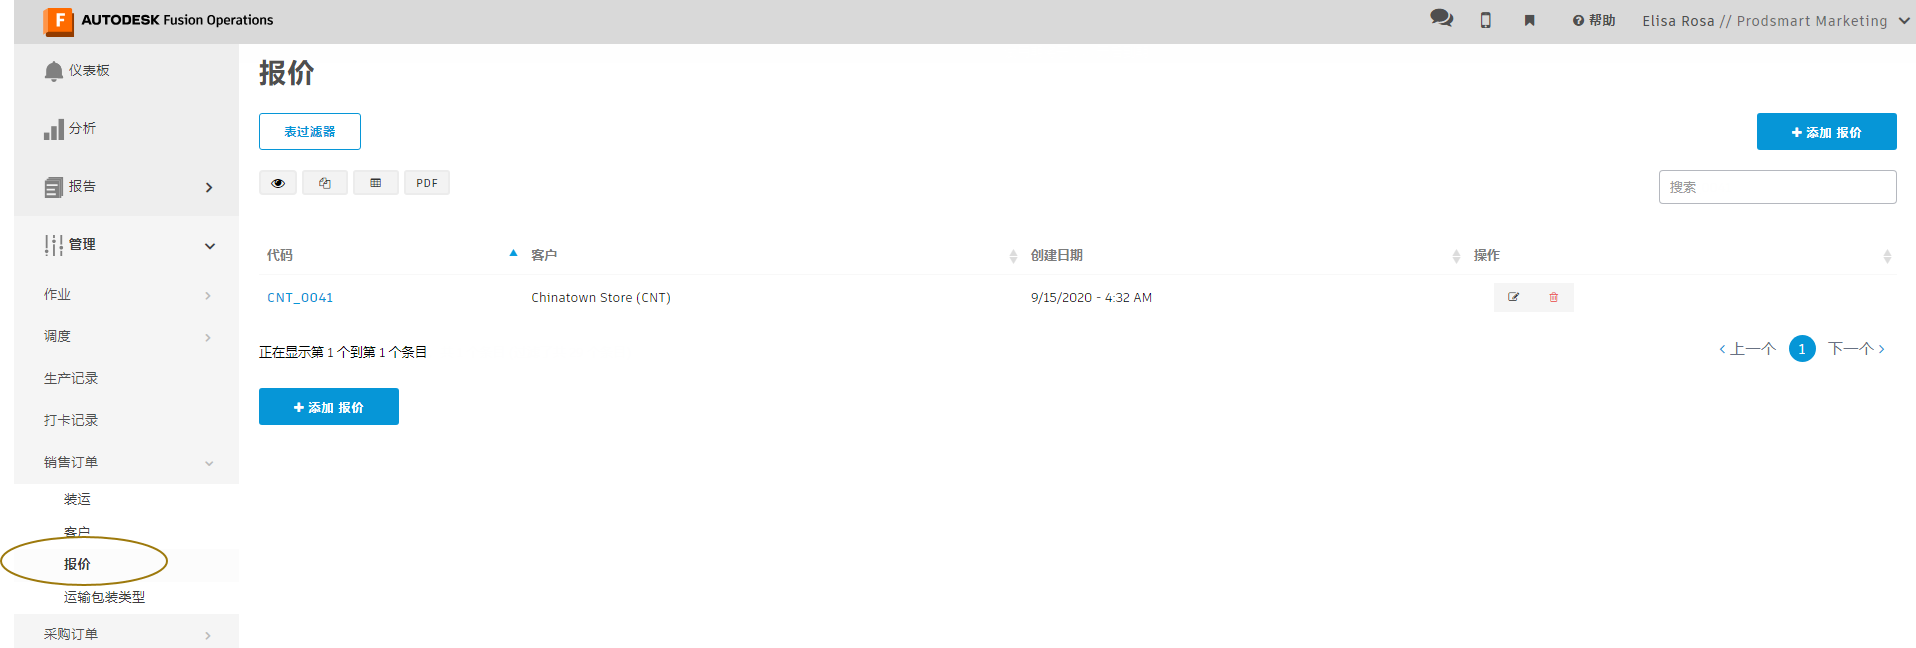 AUTODESK Fusion Operations
帮助
Elisa Rosa // Prodsmart Marketing
仪表板
分析
报告
管理
作业
调度
生产记录
打卡记录
销售订单
装运
客户
报价
运输包装类型
采购订单
报价
表过滤器
+ 添加 报价
PDF
搜索
代码 客户 创建日期 操作
CNT_0041 Chinatown Store (CNT) 9/15/2020 - 4:32 AM
正在显示第 1 个到第 1 个条目
‹ 上一个 1 下一个 ›
+ 添加 报价